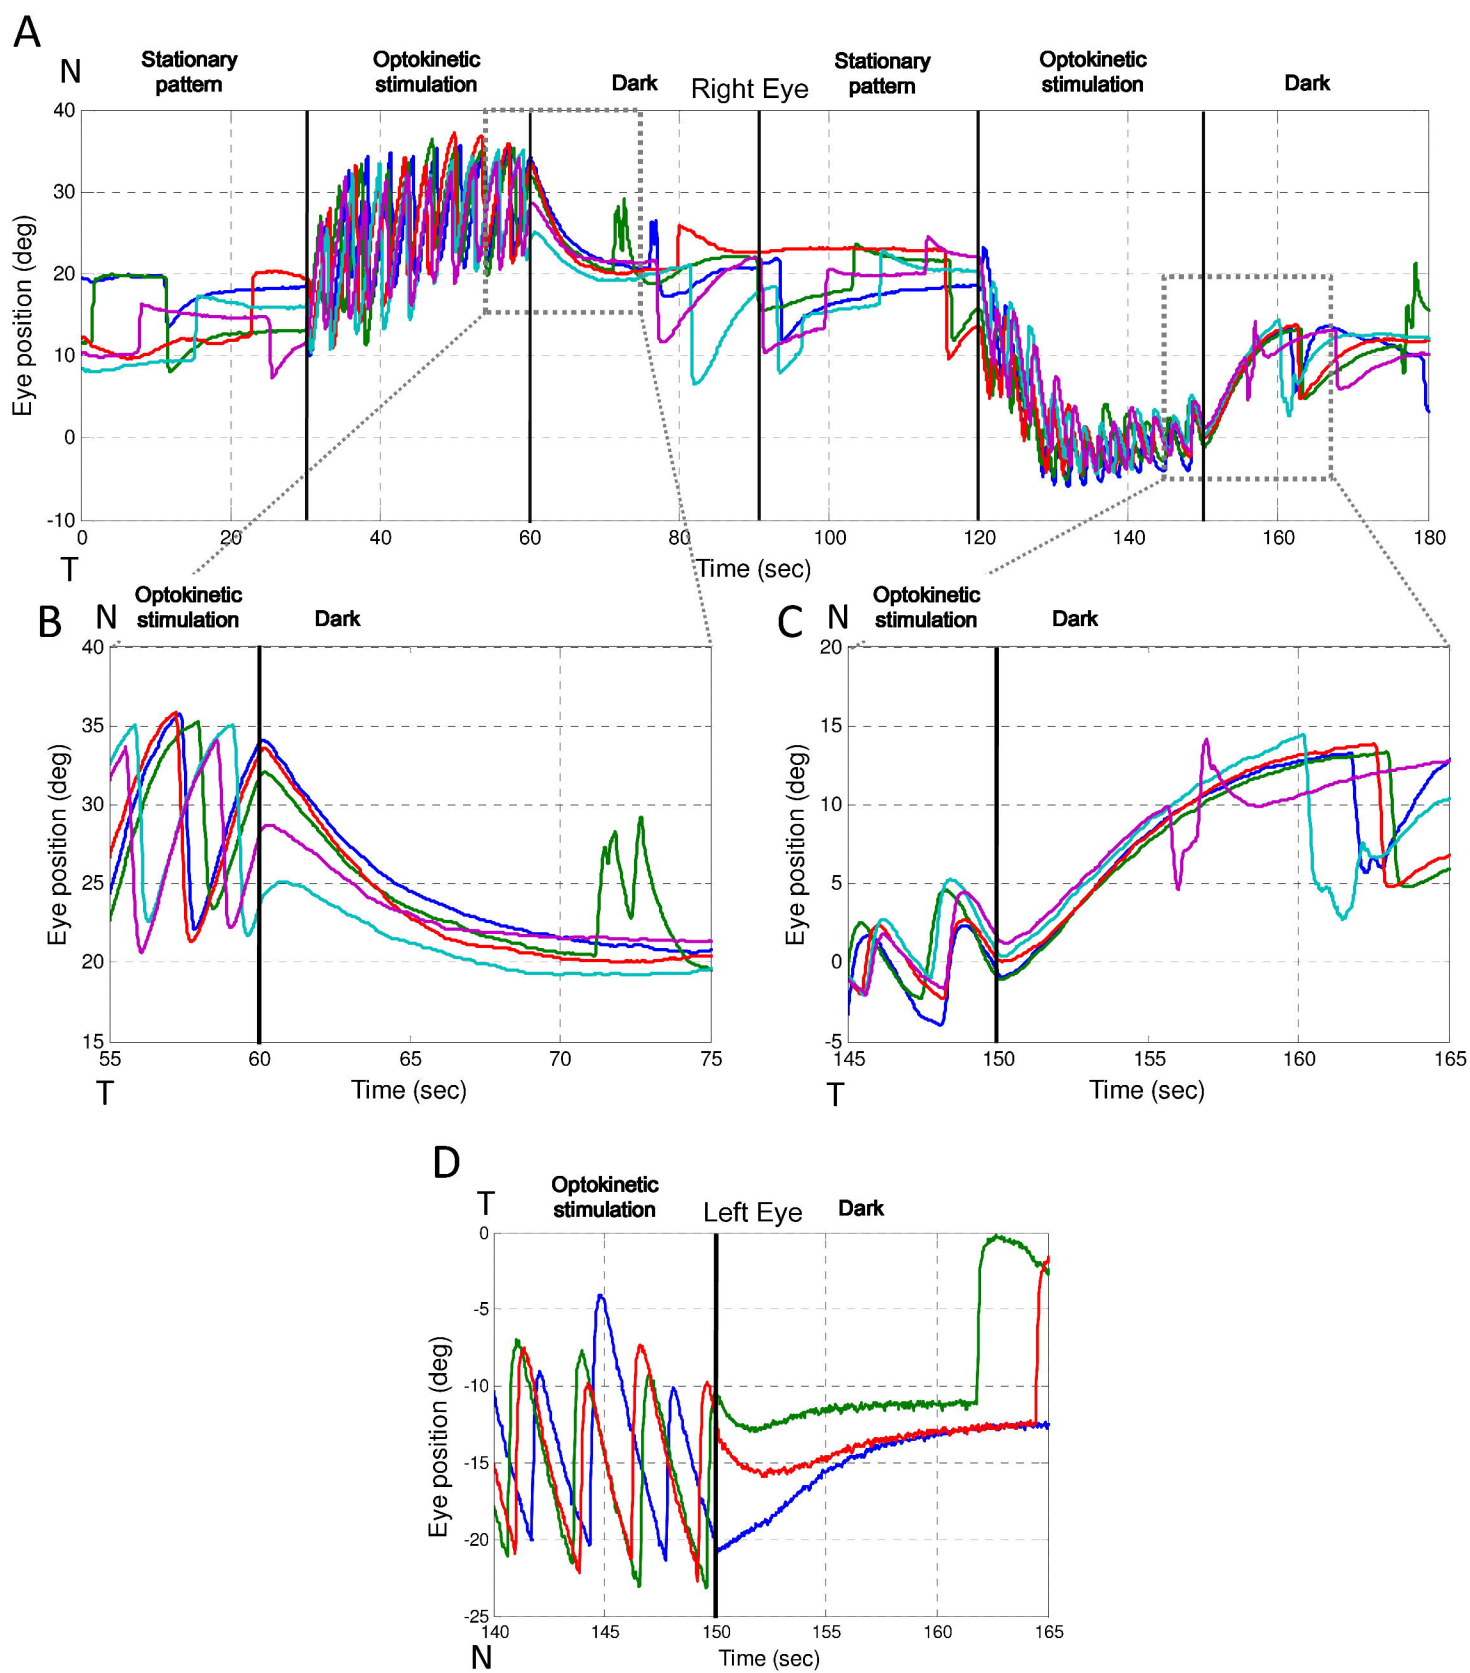 A
N
Stationary
pattern
Optokinetic
stimulation
Dark
Right Eye
Stationary
pattern
Optokinetic
stimulation
Dark
Eye position (deg)
40
30
20
10
0
-10
0
20
40
60
80
100
120
140
160
180
T
Time (sec)
B
N
Optokinetic
stimulation
Dark
Eye position (deg)
40
35
30
25
20
15
55
60
65
70
75
T
Time (sec)
C
N
Optokinetic
stimulation
Dark
Eye position (deg)
20
15
10
5
0
-5
145
150
155
160
165
T
Time (sec)
D
T
Optokinetic
stimulation
Left Eye
Dark
Eye position (deg)
0
-5
-10
-15
-20
-25
140
145
150
155
160
165
N
Time (sec)